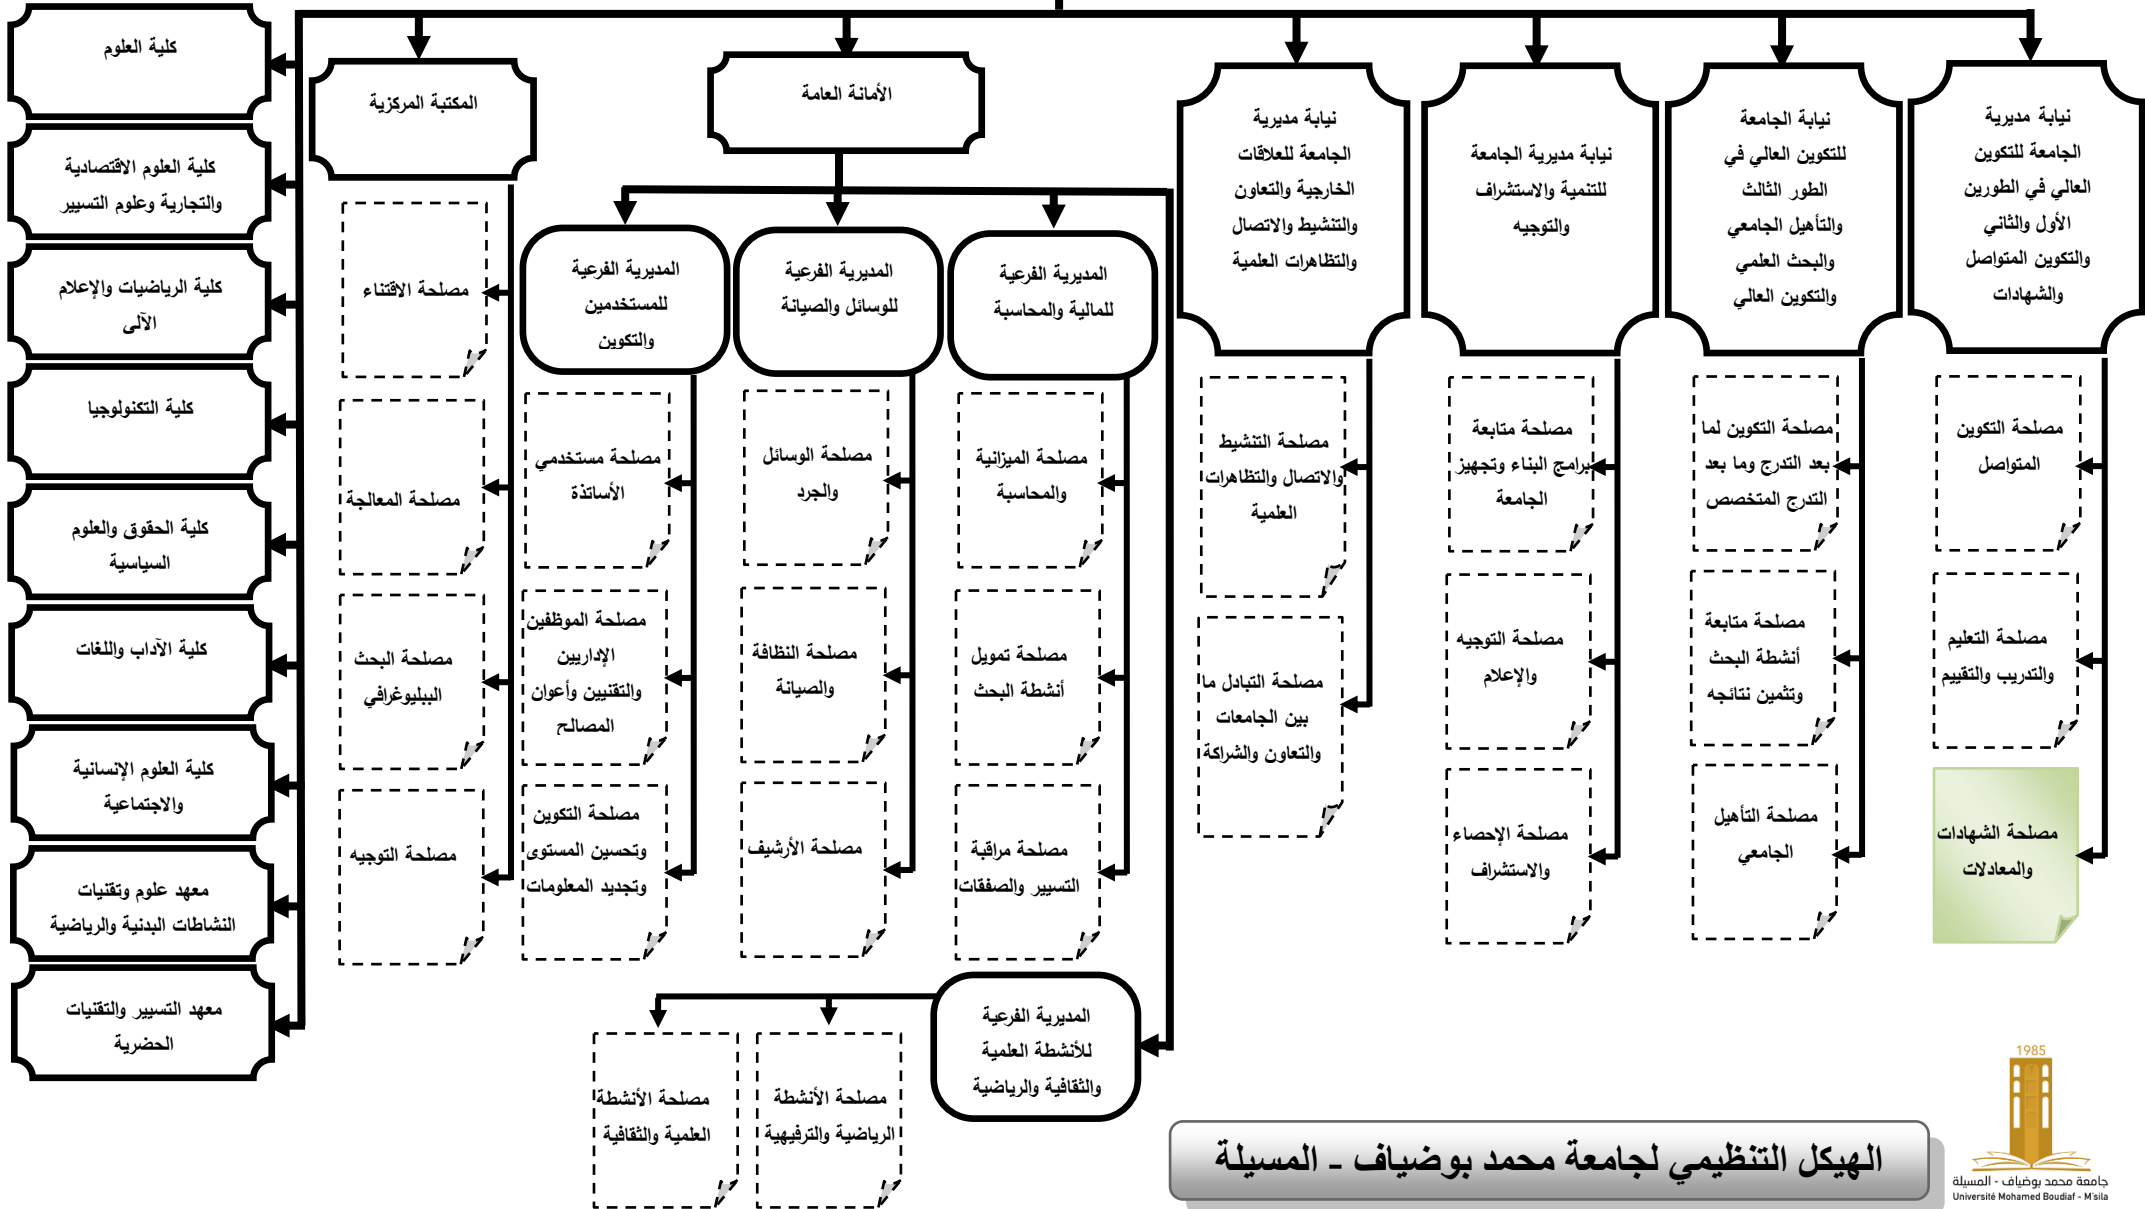 نيابة مديرية
الجامعة للتكوين
العالي في الطورين
الأول والثاني
والتكوين المتواصل
والشهادات
مصلحة التكوين
المتواصل
مصلحة التعليم
والتدريب والتقييم
مصلحة الشهادات
والمعادلات
نيابة الجامعة
للتكوين العالي في
الطور الثالث
والتأهيل الجامعي
والبحث العلمي
والتكوين العالي
مصلحة التكوين لما
بعد التدرج وما بعد
التدرج المتخصص
مصلحة متابعة
أنشطة البحث
وتثمين نتائجه
مصلحة التأهيل
الجامعي
نيابة مديرية الجامعة
للتنمية والاستشراف
والتوجيه
مصلحة متابعة
برامج البناء وتجهيز
الجامعة
مصلحة التوجيه
والإعلام
مصلحة الإحصاء
والاستشراف
نيابة مديرية
الجامعة للعلاقات
الخارجية والتعاون
والتنشيط والاتصال
والتظاهرات العلمية
مصلحة التنشيط
والاتصال والتظاهرات
العلمية
مصلحة التبادل ما
بين الجامعات
والتعاون والشراكة
الأمانة العامة
المديرية الفرعية
للمالية والمحاسبة
مصلحة الميزانية
والمحاسبة
مصلحة تمويل
أنشطة البحث
مصلحة مراقبة
التسيير والصفقات
المديرية الفرعية
للوسائل والصيانة
مصلحة الوسائل
والجرد
مصلحة النظافة
والصيانة
مصلحة الأرشيف
المديرية الفرعية
للمستخدمين
والتكوين
مصلحة مستخدمي
الأساتذة
مصلحة الموظفين
الإداريين
والتقنيين وأعوان
المصالح
مصلحة التكوين
وتحسين المستوى
وتجديد المعلومات
المديرية الفرعية
للأنشطة العلمية
والثقافية والرياضية
مصلحة الأنشطة
الرياضية والترفيهية
مصلحة الأنشطة
العلمية والثقافية
المكتبة المركزية
مصلحة الاقتناء
مصلحة المعالجة
مصلحة البحث
الببليوغرافي
مصلحة التوجيه
كلية العلوم
كلية العلوم الاقتصادية
والتجارية وعلوم التسيير
كلية الرياضيات والإعلام
الآلى
كلية التكنولوجيا
كلية الحقوق والعلوم
السياسية
كلية الآداب واللغات
كلية العلوم الإنسانية
والاجتماعية
معهد علوم وتقنيات
النشاطات البدنية والرياضية
معهد التسيير والتقنيات
الحضرية
1985
جامعة محمد بوضياف - المسيلة
Université Mohamed Boudiaf - M'sila
الهيكل التنظيمي لجامعة محمد بوضياف - المسيلة